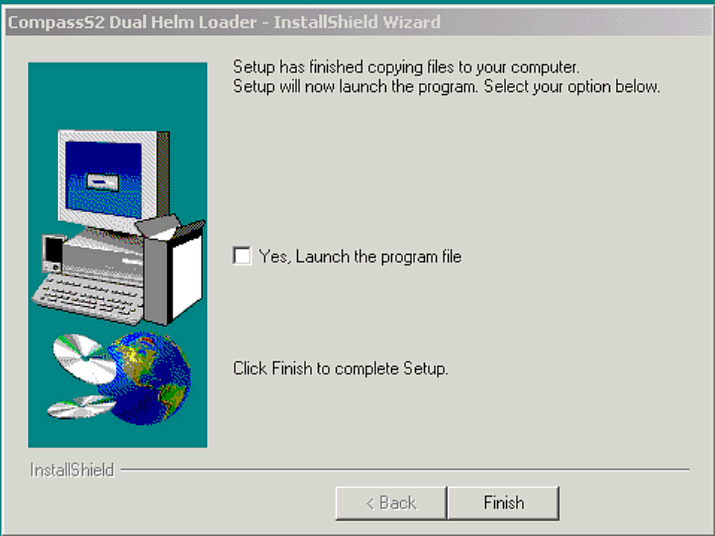 CompassS2 Dual Helm Loader - InstallShield Wizard
Setup has finished copying files to your computer.
Setup will now launch the program. Select your option below.
Yes, Launch the program file
Click Finish to complete Setup.
InstallShield
< Back
Finish